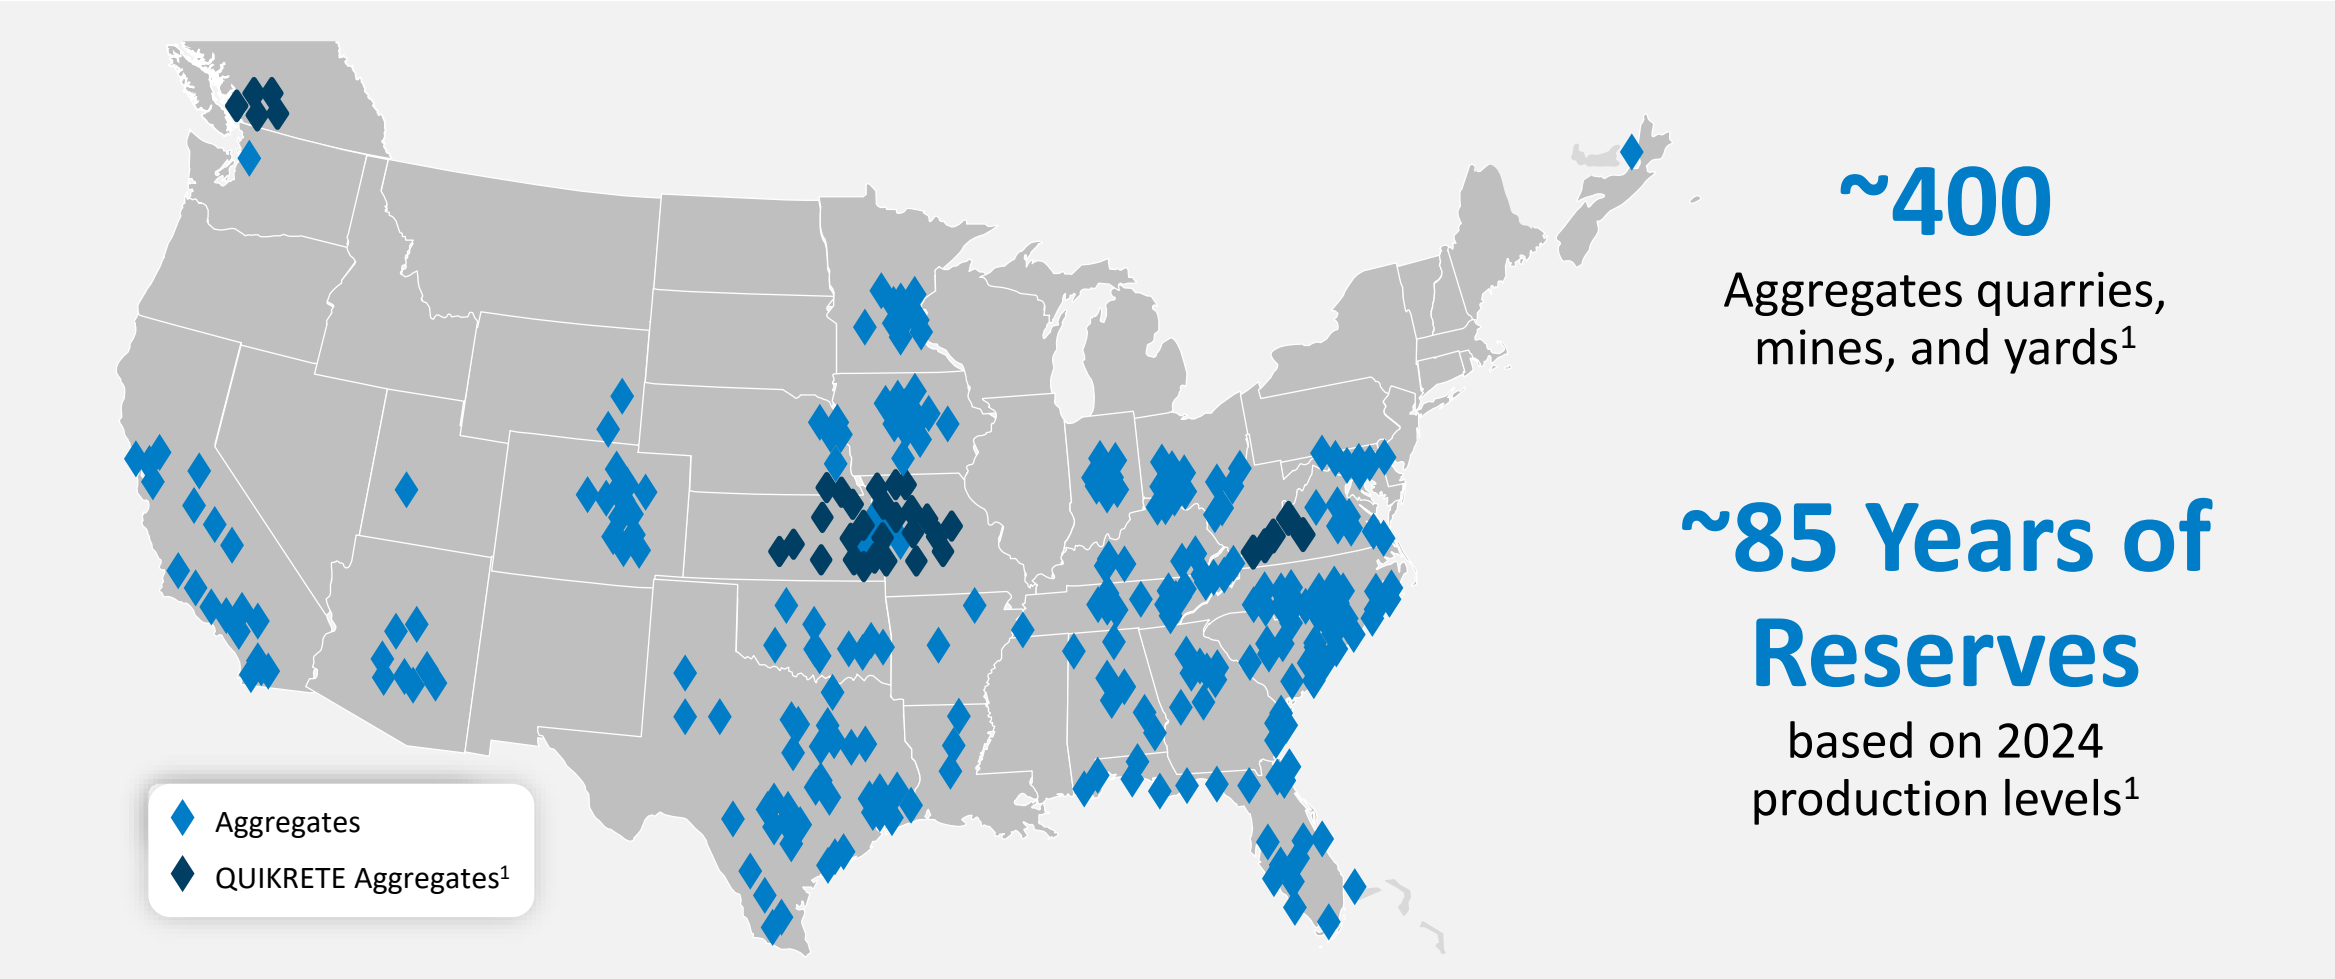 ~400
Aggregates quarries,
mines, and yards¹
~85 Years of
Reserves
based on 2024
production levels¹
Aggregates
QUIKRETE Aggregates¹